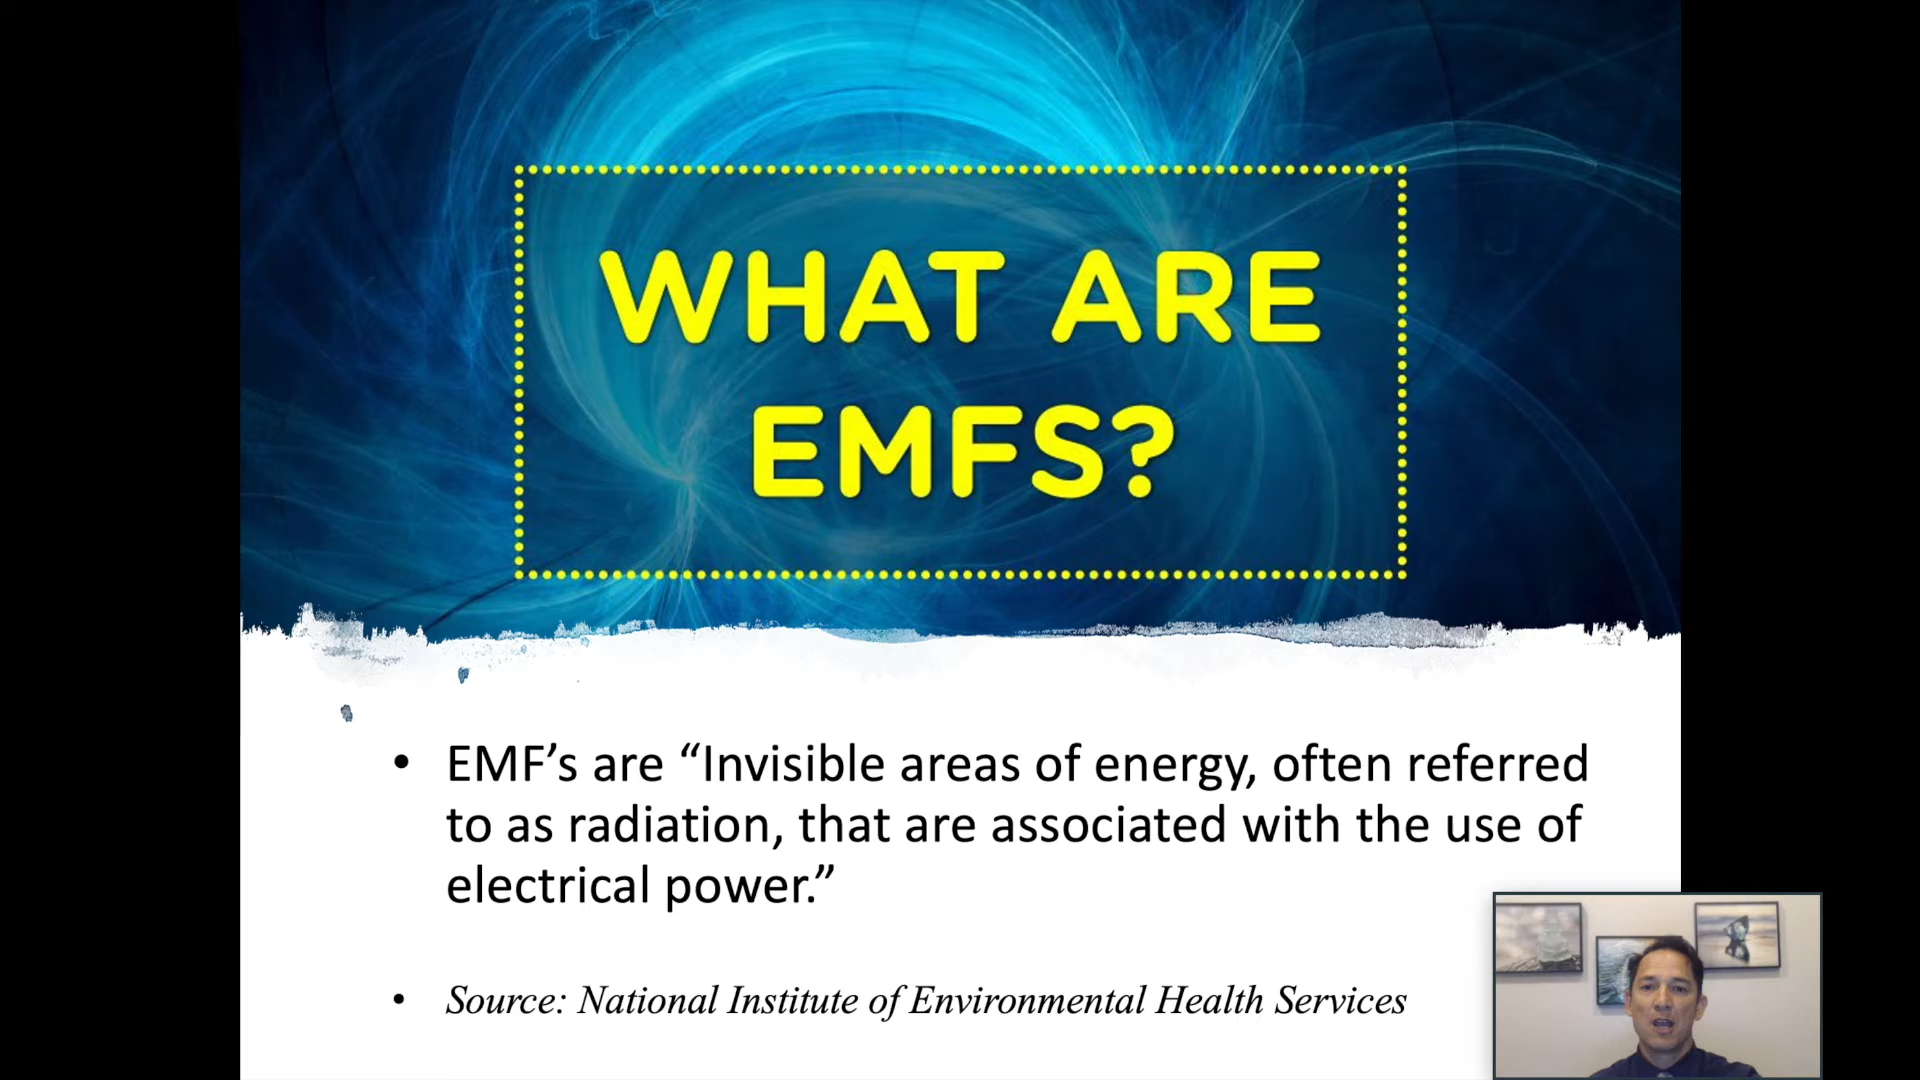 WHAT ARE
EMFS?
• EMF’s are “Invisible areas of energy, often referred
to as radiation, that are associated with the use of
electrical power.”
• Source: National Institute of Environmental Health Services